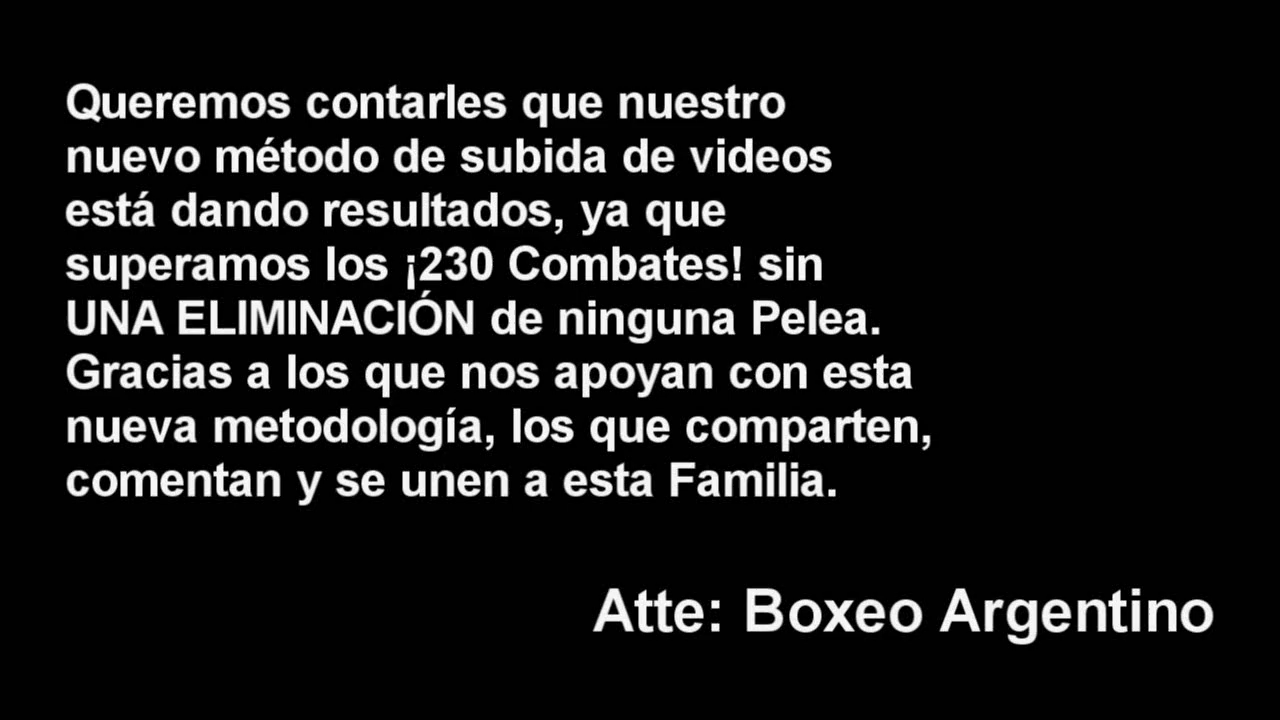 Queremos contarles que nuestro
nuevo método de subida de videos
está dando resultados, ya que
superamos los ¡230 Combates! sin
UNA ELIMINACIÓN de ninguna Pelea.
Gracias a los que nos apoyan con esta
nueva metodología, los que comparten,
comentan y se unen a esta Familia.
Atte: Boxeo Argentino